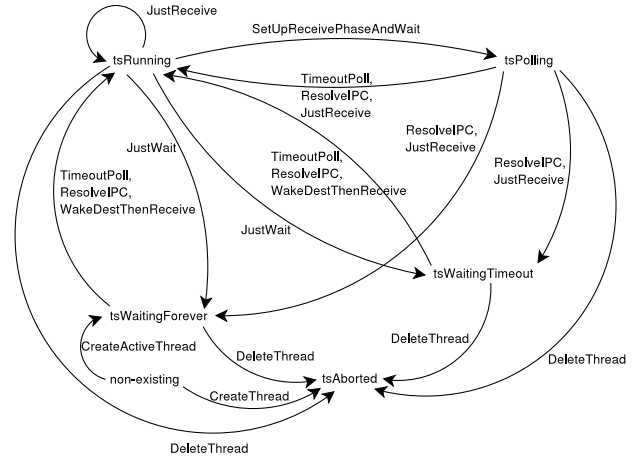 JustReceive
SetUpReceivePhaseAndWait
tsRunning
tsPolling
TimeoutPoll,
ResolveIPC,
JustReceive
ResolveIPC,
JustReceive
JustWait
TimeoutPoll,
ResolveIPC,
WakeDestThenReceive
ResolveIPC,
JustReceive
TimeoutPoll,
ResolveIPC,
WakeDestThenReceive
JustWait
tsWaitingTimeout
tsWaitingForever
DeleteThread
CreateActiveThread
DeleteThread
DeleteThread
non-existing
tsAborted
CreateThread
DeleteThread